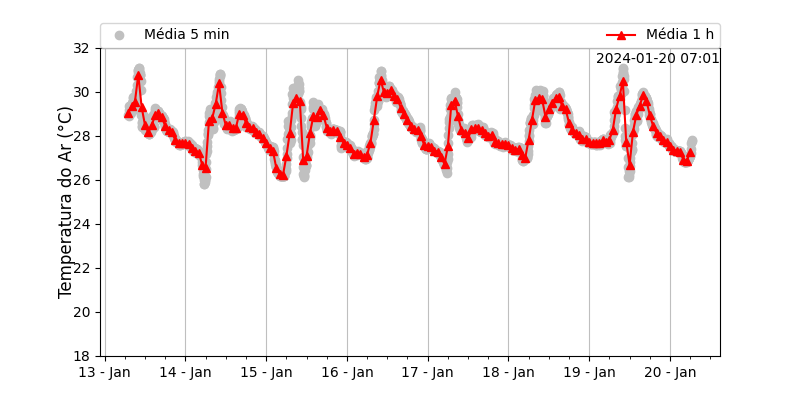 Média 5 min
Média 1 h
2024-01-20 07:01
Temperatura do Ar (°C)
32
30
28
26
24
22
20
18
13 - Jan
14 - Jan
15 - Jan
16 - Jan
17 - Jan
18 - Jan
19 - Jan
20 - Jan